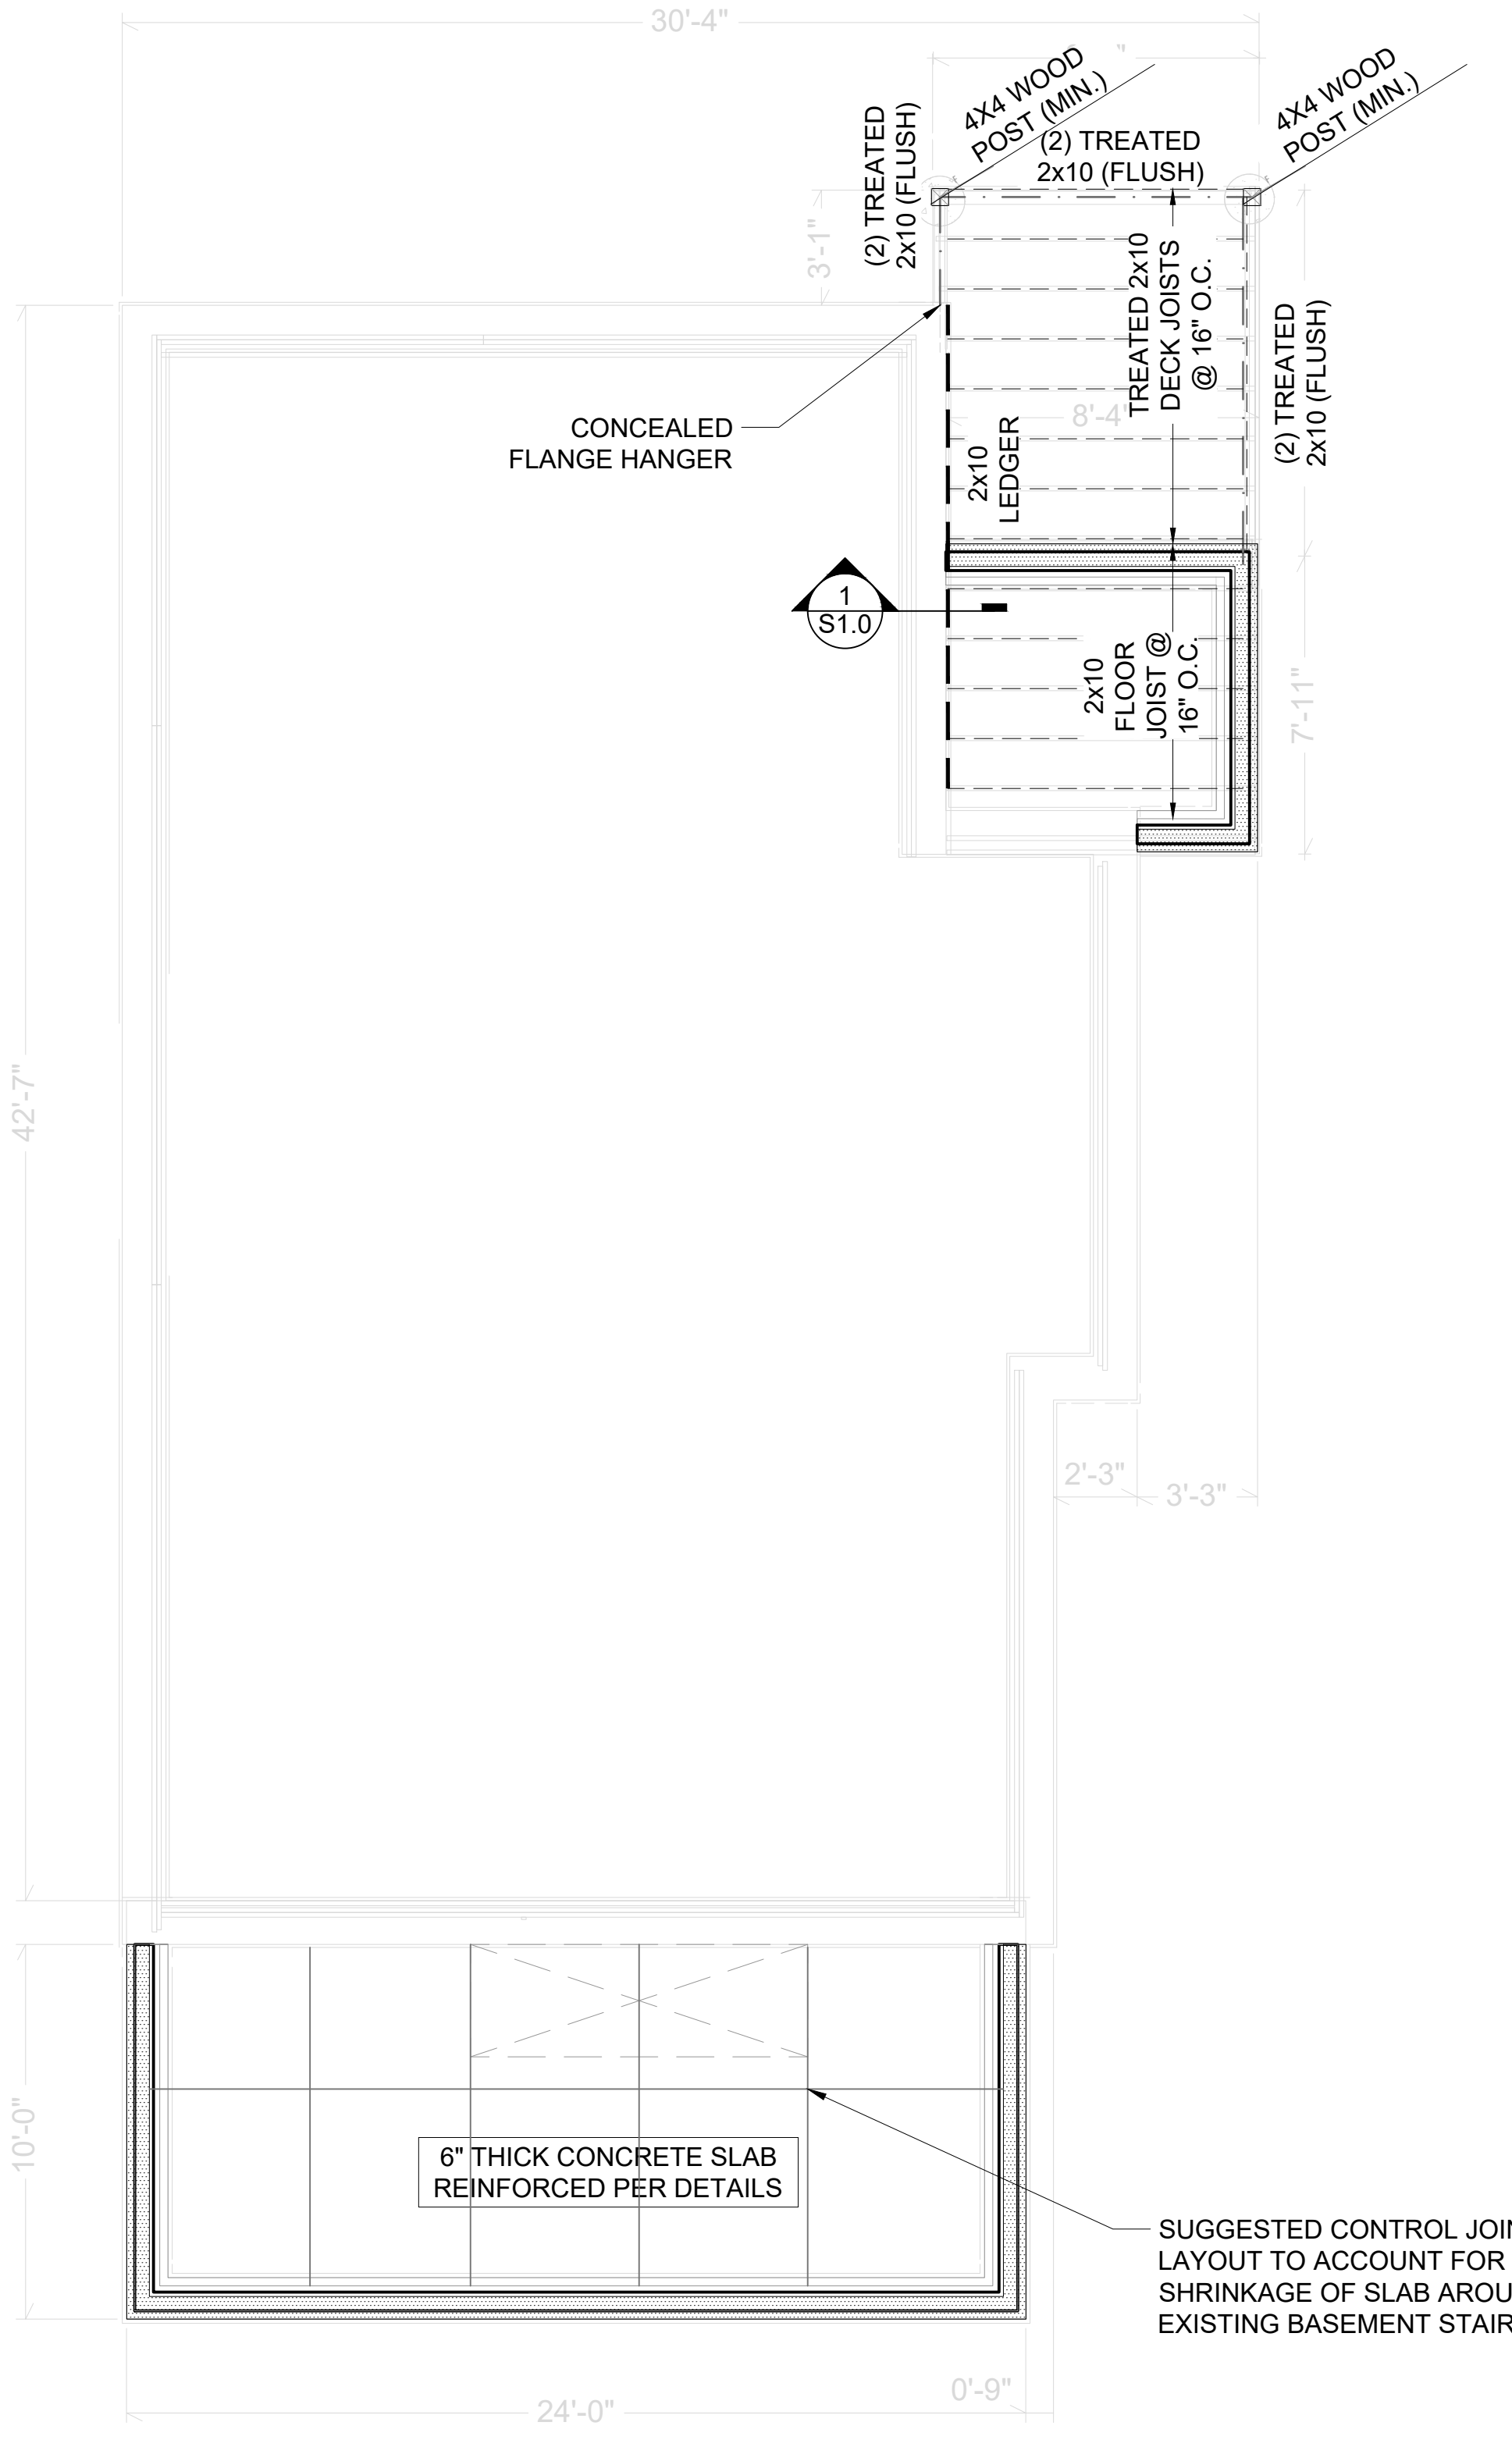 30'-4"
4X4 WOOD
POST (MIN.)
4X4 WOOD
POST (MIN.)
(2) TREATED
2x10 (FLUSH)
(2) TREATED
2x10 (FLUSH)
3'-1"
TREATED 2x10
DECK JOISTS
@ 16" O.C.
(2) TREATED
2x10 (FLUSH)
8'-4"
CONCEALED
FLANGE HANGER
2x10
LEDGER
1
S1.0
2x10
FLOOR
JOIST @
16" O.C.
7'-11"
42'-7"
2'-3"
3'-3"
10'-0"
6" THICK CONCRETE SLAB
REINFORCED PER DETAILS
SUGGESTED CONTROL
LAYOUT TO ACCOUNT FOR
SHRINKAGE OF SLAB
EXISTING BASEMENT
0'-9"
24'-0"